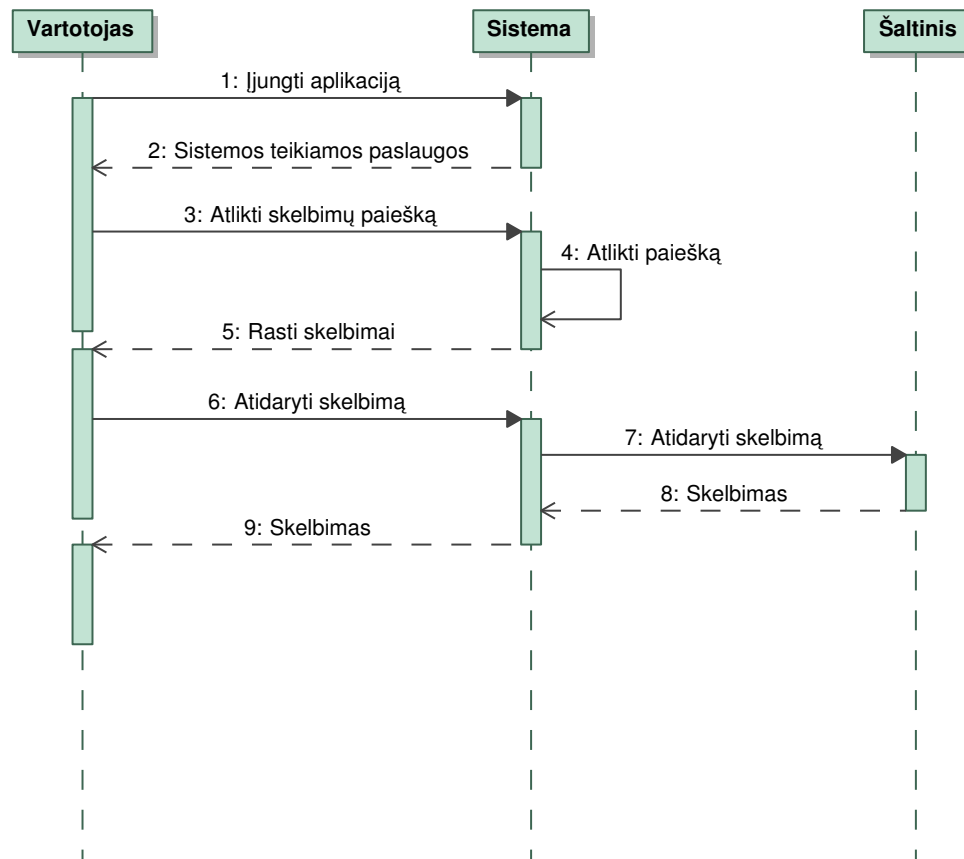 Vartotojas
Sistema
Šaltinis
1: Įjungti aplikaciją
2: Sistemos teikiamos paslaugos
3: Atlikti skelbimų paiešką
4: Atlikti paiešką
5: Rasti skelbimai
6: Atidaryti skelbimą
7: Atidaryti skelbimą
8: Skelbimas
9: Skelbimas